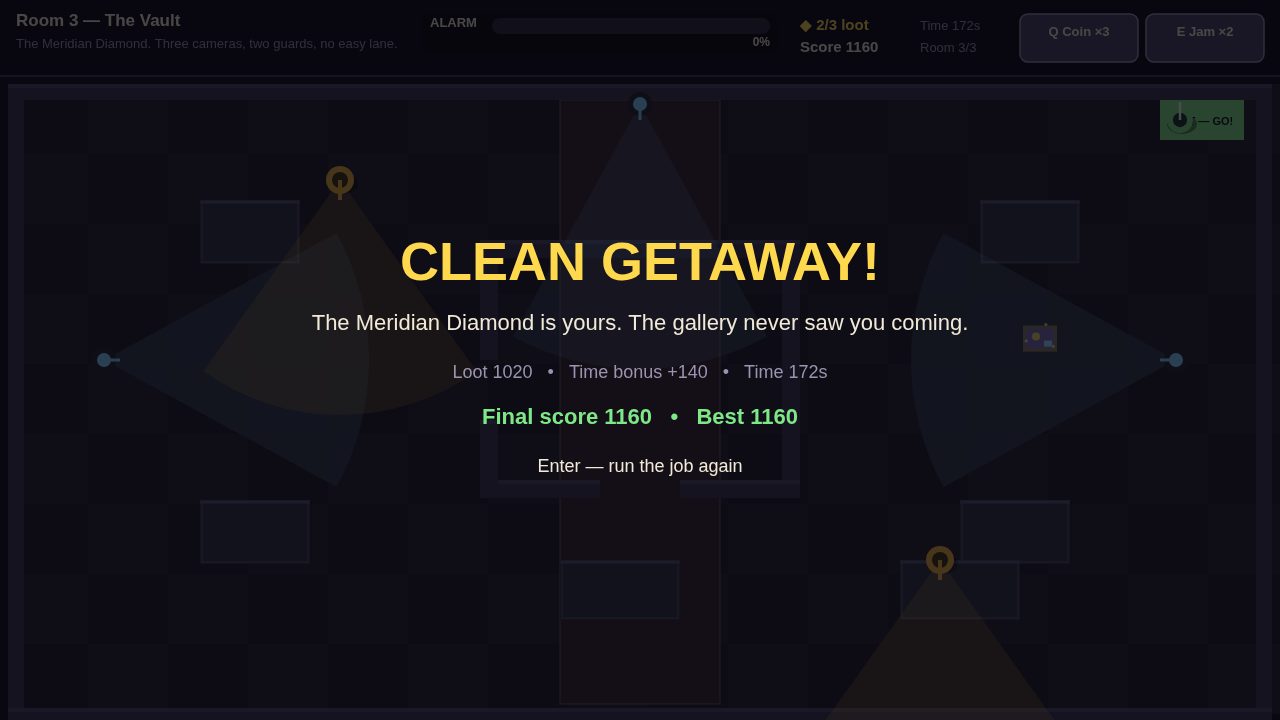 Room 3 — The Vault
The Meridian Diamond. Three cameras, two guards, no easy lane.
ALARM
0%
◆ 2/3 loot
Score 1160
Time 172s
Room 3/3
Q Coin ×3
E Jam ×2
— GO!
CLEAN GETAWAY!
The Meridian Diamond is yours. The gallery never saw you coming.
Loot 1020 • Time bonus +140 • Time 172s
Final score 1160 • Best 1160
Enter — run the job again